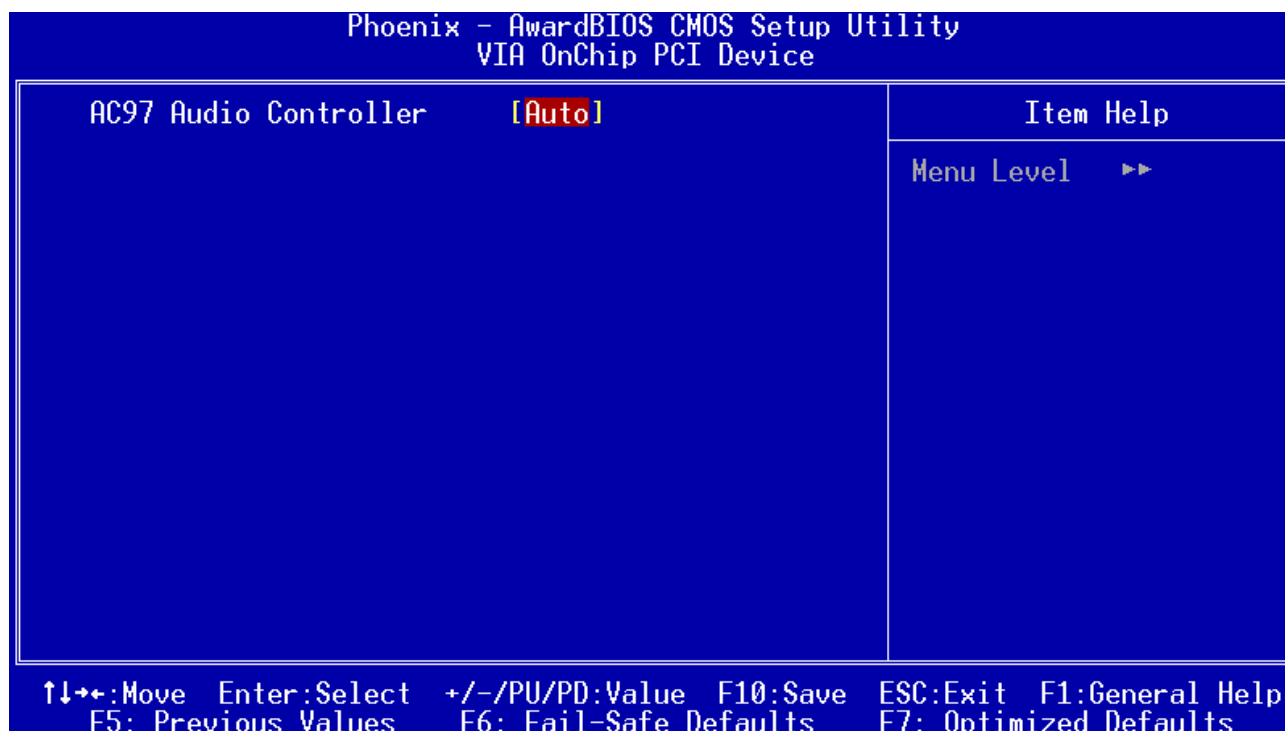 Phoenix - AwardBIOS CMOS Setup Utility
VIA OnChip PCI Device
AC97 Audio Controller [Auto]
Item Help
Menu Level ▸▸
↑↓→←:Move Enter:Select +/-/PU/PD:Value F10:Save ESC:Exit F1:General Help
F5: Previous Values F6: Fail-Safe Defaults F7: Optimized Defaults